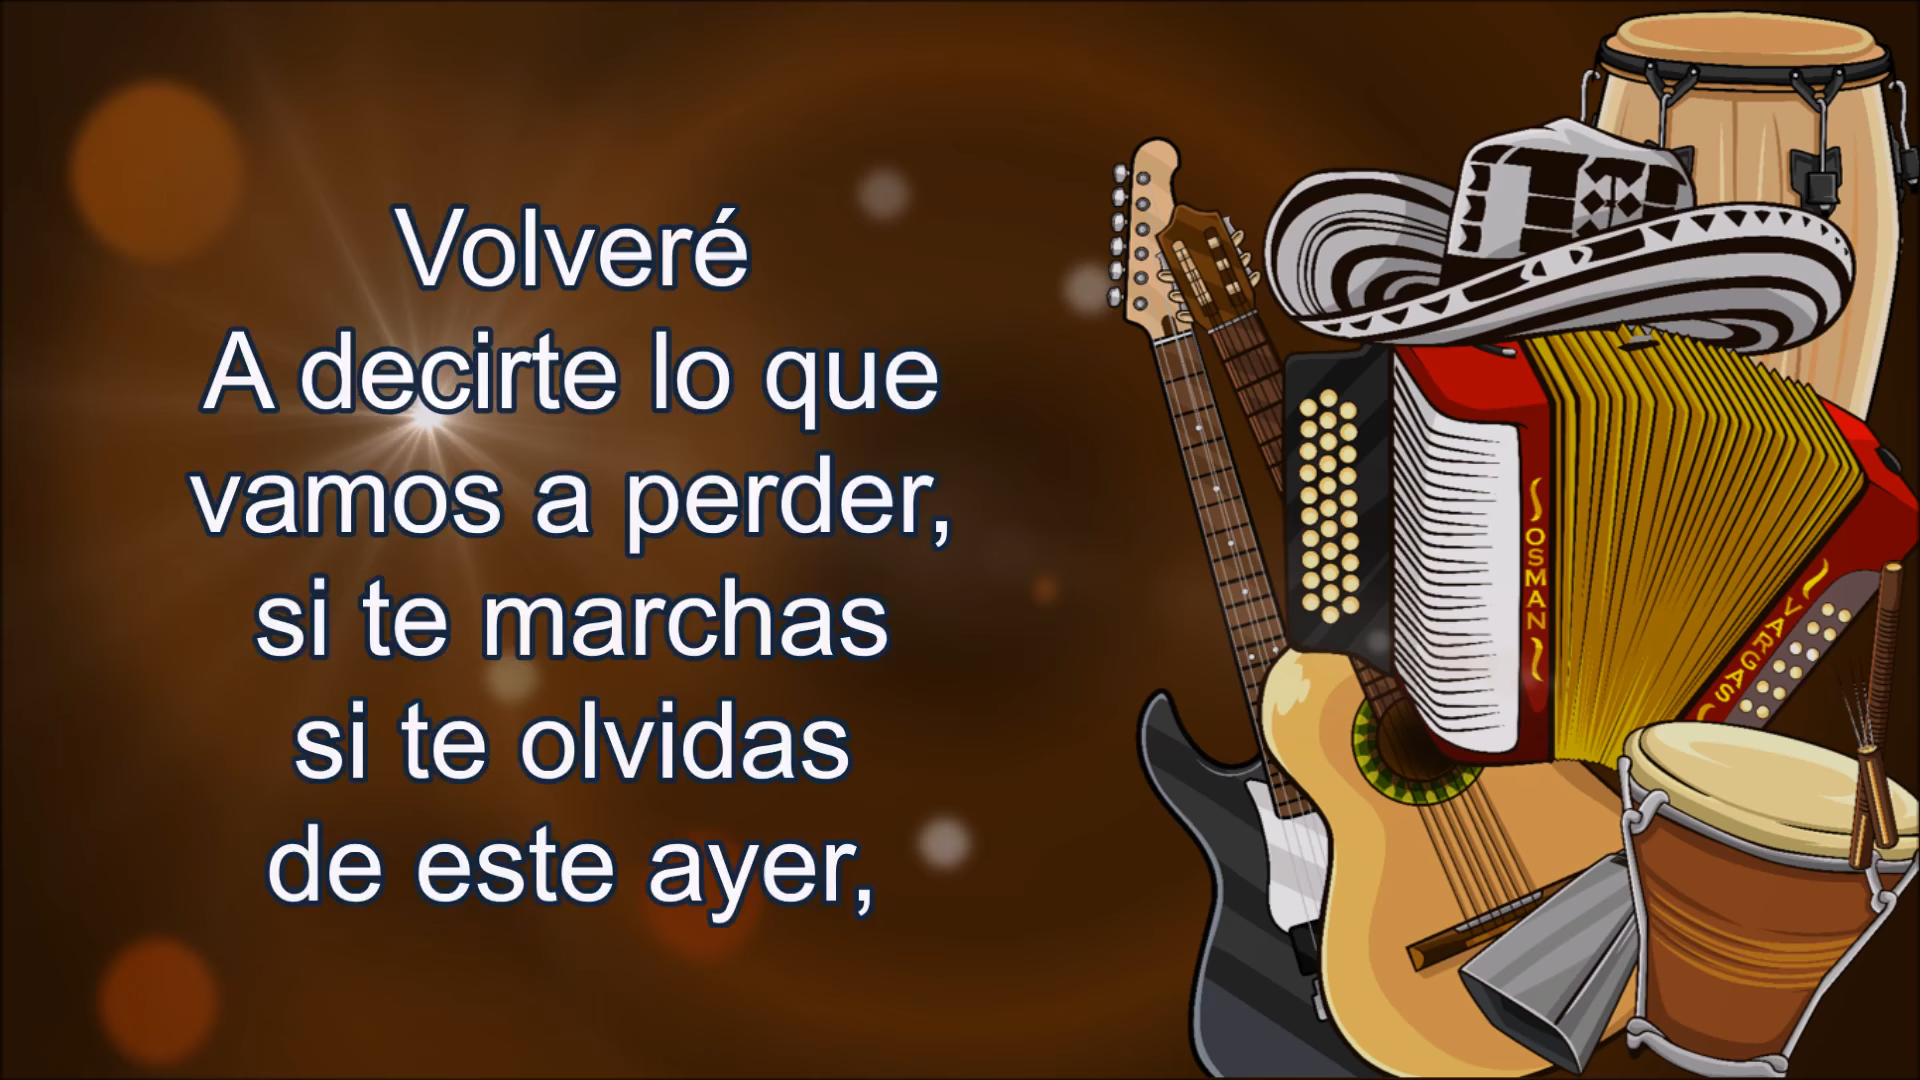 Volveré
A decirte lo que
vamos a perder,
si te marchas
si te olvidas
de este ayer,
OSMAN
VARGAS